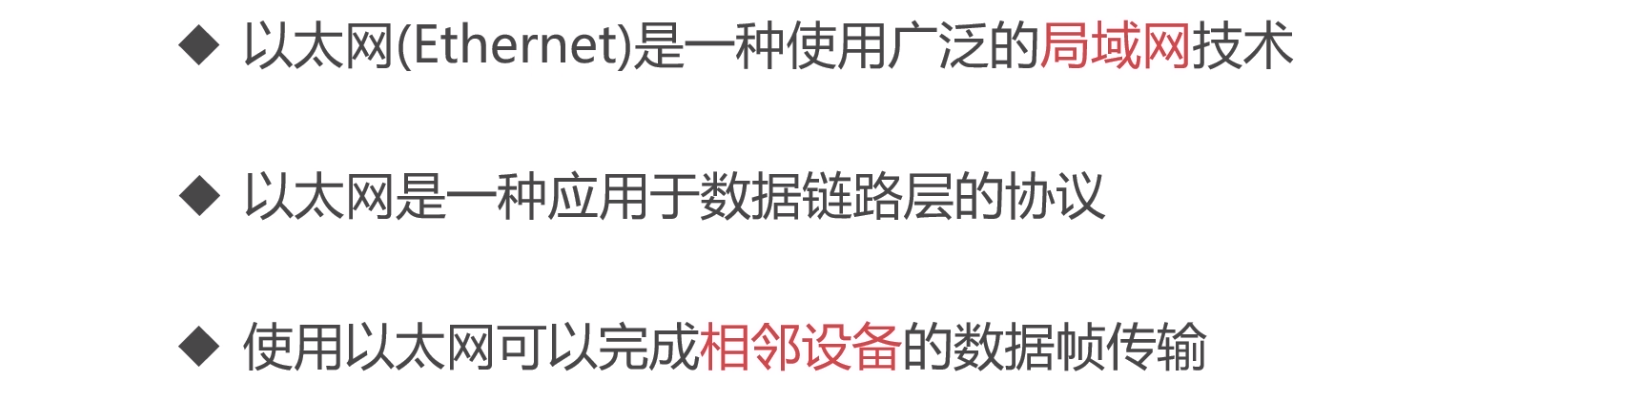 ◆ 以太网(Ethernet)是一种使用广泛的局域网技术
◆ 以太网是一种应用于数据链路层的协议
◆ 使用以太网可以完成相邻设备的数据帧传输